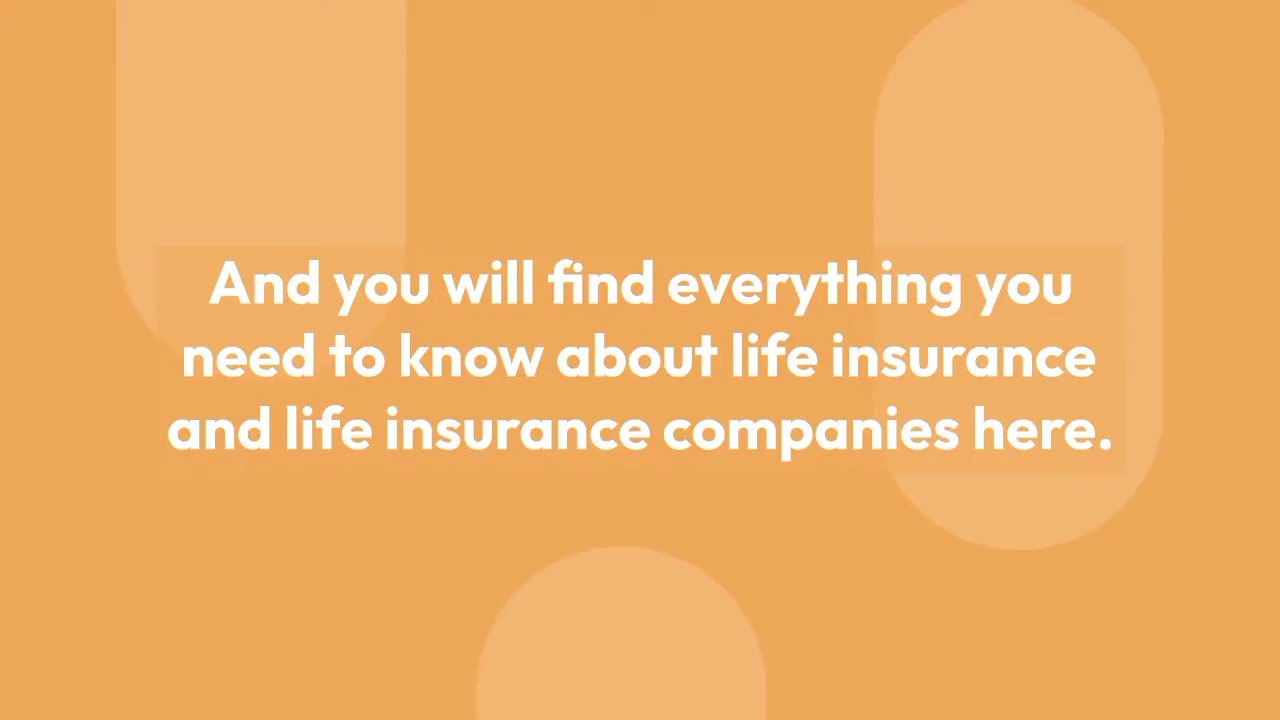 And you will find everything you
need to know about life insurance
and life insurance companies here.